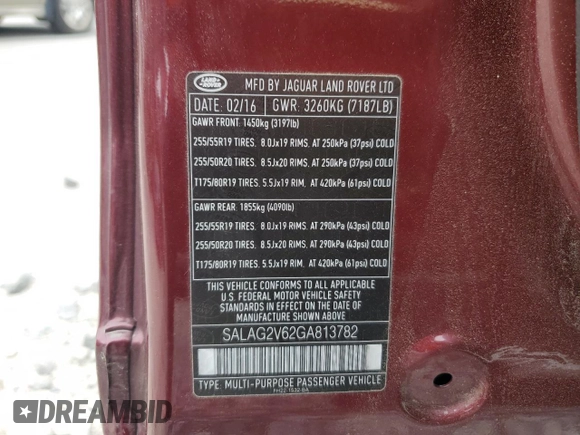 LAND
ROVER
MFD BY JAGUAR LAND ROVER LTD
DATE: 02/16 GWR: 3260KG (7187LB)
GAWR FRONT: 1450kg (3197lb)
255/55R19 TIRES. 8.0Jx19 RIMS. AT 250kPa (37psi) COLD
255/50R20 TIRES. 8.5Jx20 RIMS. AT 250kPa (37psi) COLD
T175/80R19 TIRES. 5.5Jx19 RIM. AT 420kPa (61psi) COLD
GAWR REAR: 1855kg (4090lb)
255/55R19 TIRES. 8.0Jx19 RIMS. AT 290kPa (43psi) COLD
255/50R20 TIRES. 8.5Jx20 RIMS. AT 290kPa (43psi) COLD
T175/80R19 TIRES. 5.5Jx19 RIM. AT 420kPa (61psi) COLD
THIS VEHICLE CONFORMS TO ALL APPLICABLE
U.S. FEDERAL MOTOR VEHICLE SAFETY
STANDARDS IN EFFECT ON THE DATE OF
MANUFACTURE SHOWN ABOVE.
SALAG2V62GA813782
TYPE: MULTI-PURPOSE PASSENGER VEHICLE
DREAMBID